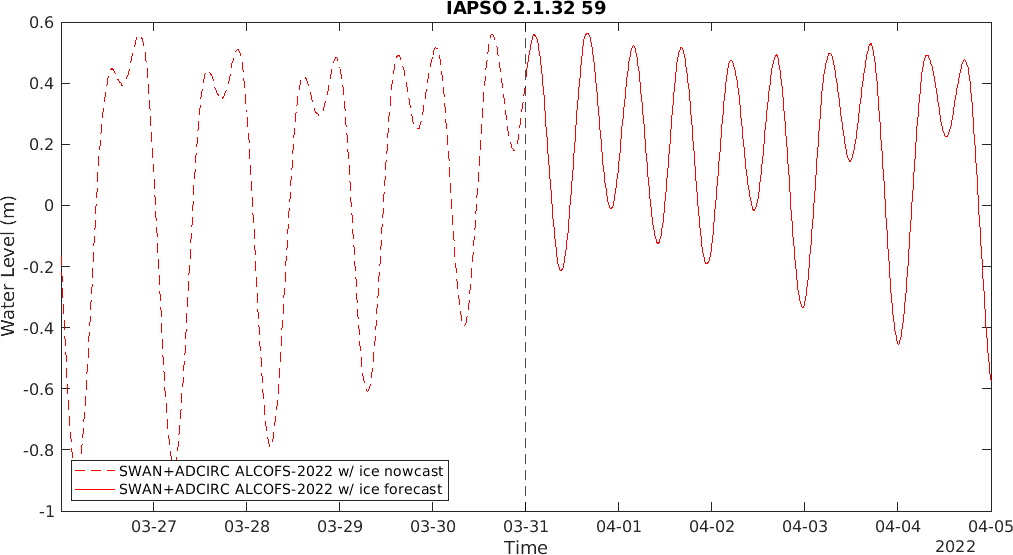 IAPSO 2.1.32 59
0.6
0.4
0.2
0
-0.2
-0.4
-0.6
-0.8
-1
Water Level (m)
SWAN+ADCIRC ALCOFS-2022 w/ ice nowcast
SWAN+ADCIRC ALCOFS-2022 w/ ice forecast
03-27 03-28 03-29 03-30 03-31 04-01 04-02 04-03 04-04 04-05
Time
2022